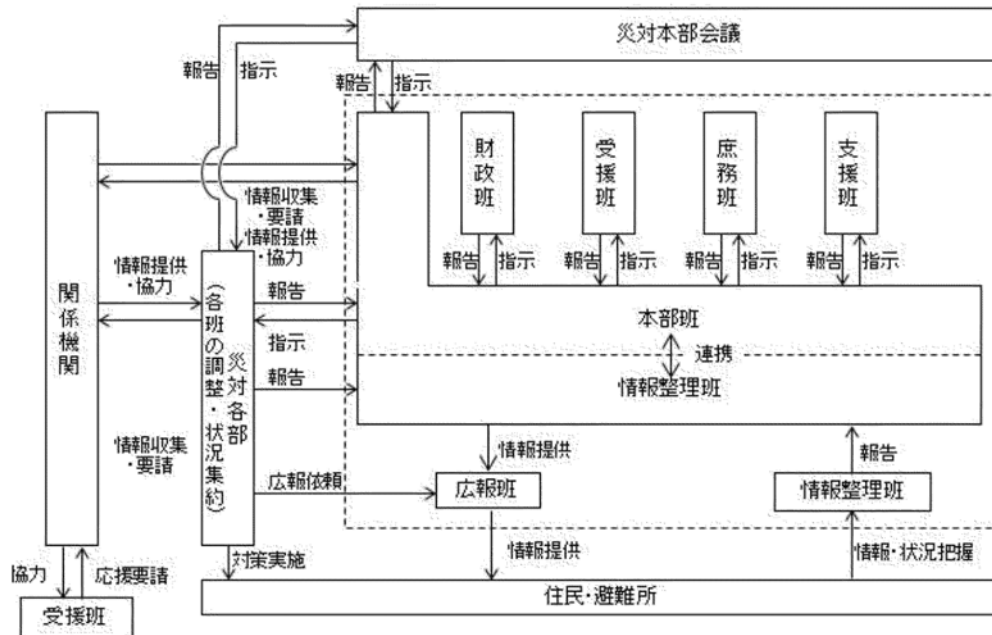 災対本部会議
報告
指示
報告
指示
財政班
受援班
庶務班
支援班
情報収集
・要請
情報提供
・協力
報告
指示
報告
指示
報告
指示
報告
指示
関係機関
情報提供
・協力
災対各部
(各班の調整・状況集約)
報告
指示
報告
本部班
連携
情報整理班
情報収集
・要請
情報提供
報告
広報依頼
広報班
情報整理班
対策実施
情報提供
情報・状況把握
協力
応援要請
住民・避難所
受援班